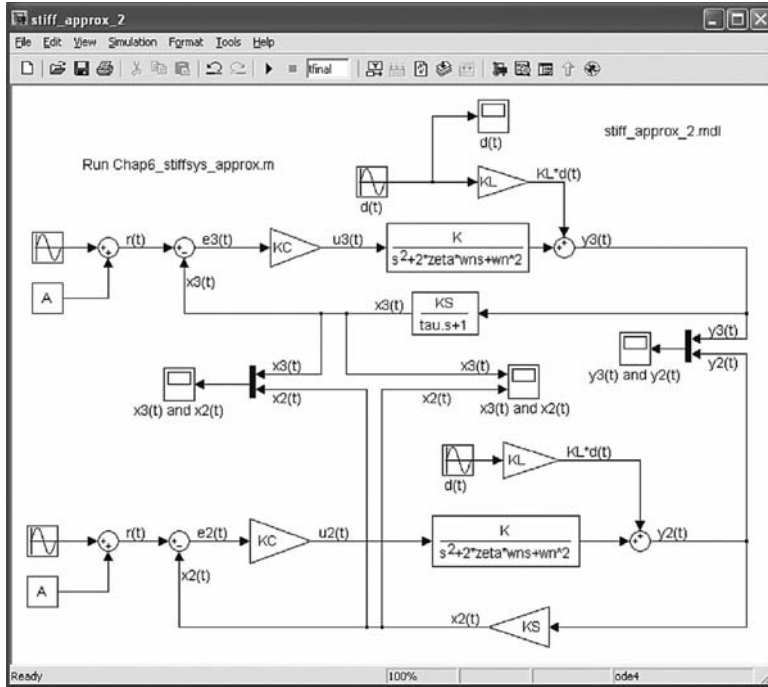 stiff_approx_2
File Edit View Simulation Format Tools Help
tfinal
stiff_approx_2.mdl
d(t)
Run Chap6_stiffsys_approx.m
KL
KL*d(t)
d(t)
r(t)
e3(t)
KC
u3(t)
K
s^2+2*zeta*wns+wn^2
y3(t)
A
x3(t)
x3(t)
KS
tau.s+1
y3(t)
y2(t)
y3(t) and y2(t)
x3(t)
x2(t)
x3(t) and x2(t)
x3(t)
x2(t)
x3(t) and x2(t)
KL
KL*d(t)
d(t)
r(t)
e2(t)
KC
u2(t)
K
s^2+2*zeta*wns+wn^2
y2(t)
A
x2(t)
x2(t)
KS
Ready
100%
ode4